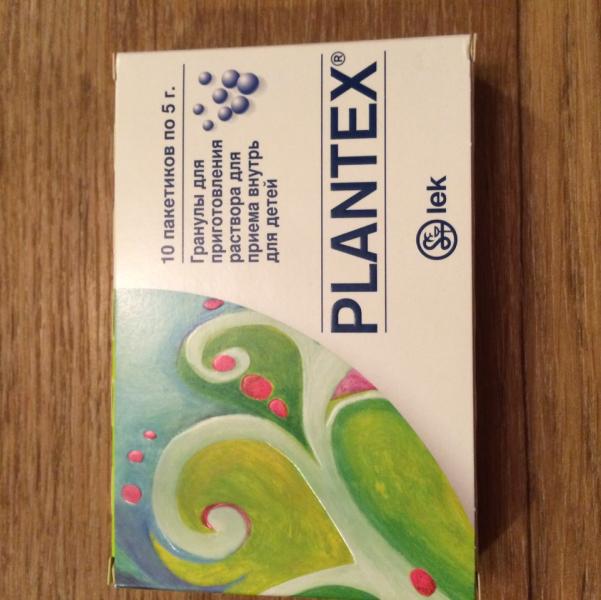 10 пакетиков по 5 г.
Гранулы для
приготовления
раствора для
приема внутрь
для детей
PLANTEX®
lek